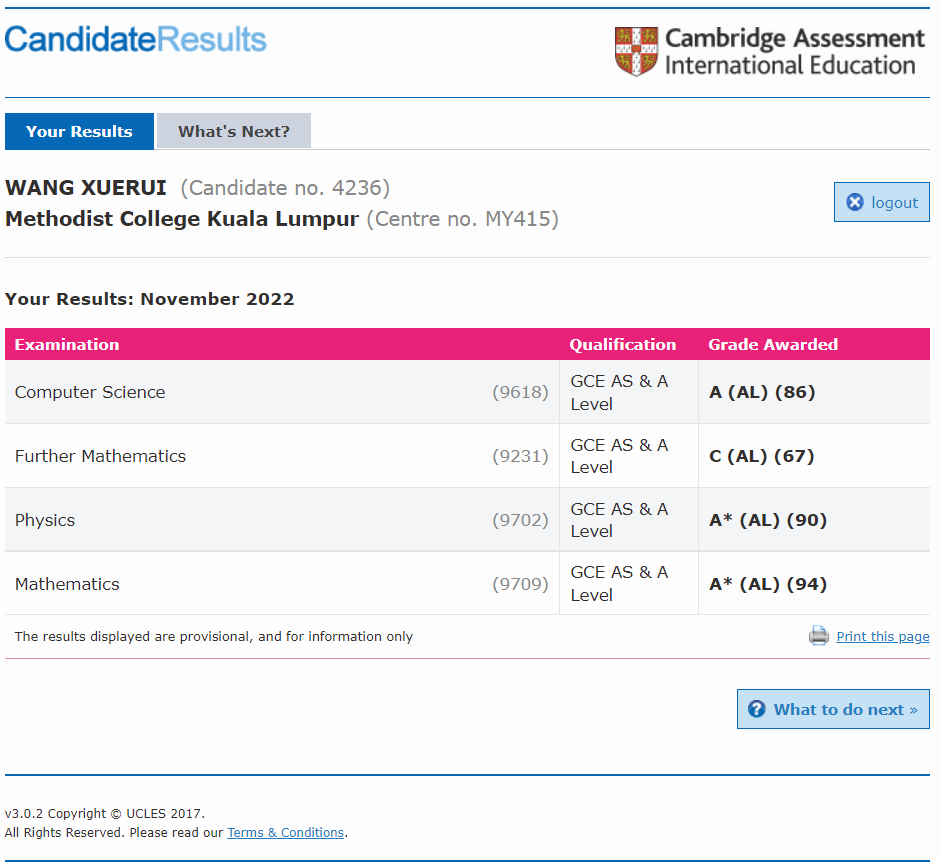 CandidateResults
Cambridge Assessment
International Education
Your Results What's Next?
WANG XUERUI (Candidate no. 4236)
Methodist College Kuala Lumpur (Centre no. MY415)
logout
Your Results: November 2022
Examination Qualification Grade Awarded
Computer Science (9618) GCE AS & A Level A (AL) (86)
Further Mathematics (9231) GCE AS & A Level C (AL) (67)
Physics (9702) GCE AS & A Level A* (AL) (90)
Mathematics (9709) GCE AS & A Level A* (AL) (94)
The results displayed are provisional, and for information only Print this page
What to do next »
v3.0.2 Copyright © UCLES 2017.
All Rights Reserved. Please read our Terms & Conditions.